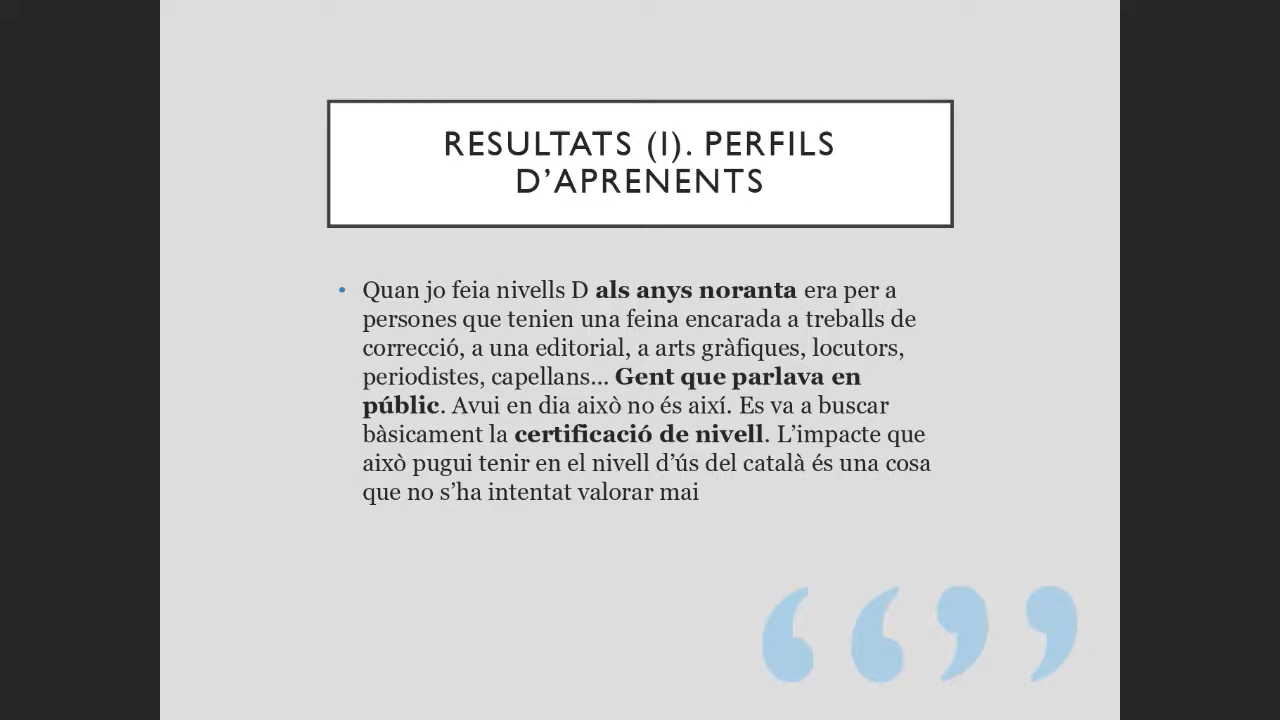 RESULTATS (I). PERFILS
D’APRENENTS
• Quan jo feia nivells D als anys noranta era per a
persones que tenien una feina encarada a treballs de
correcció, a una editorial, a arts gràfiques, locutors,
periodistes, capellans... Gent que parlava en
públic. Avui en dia això no és així. Es va a buscar
bàsicament la certificació de nivell. L’impacte que
això pugui tenir en el nivell d’ús del català és una cosa
que no s’ha intentat valorar mai